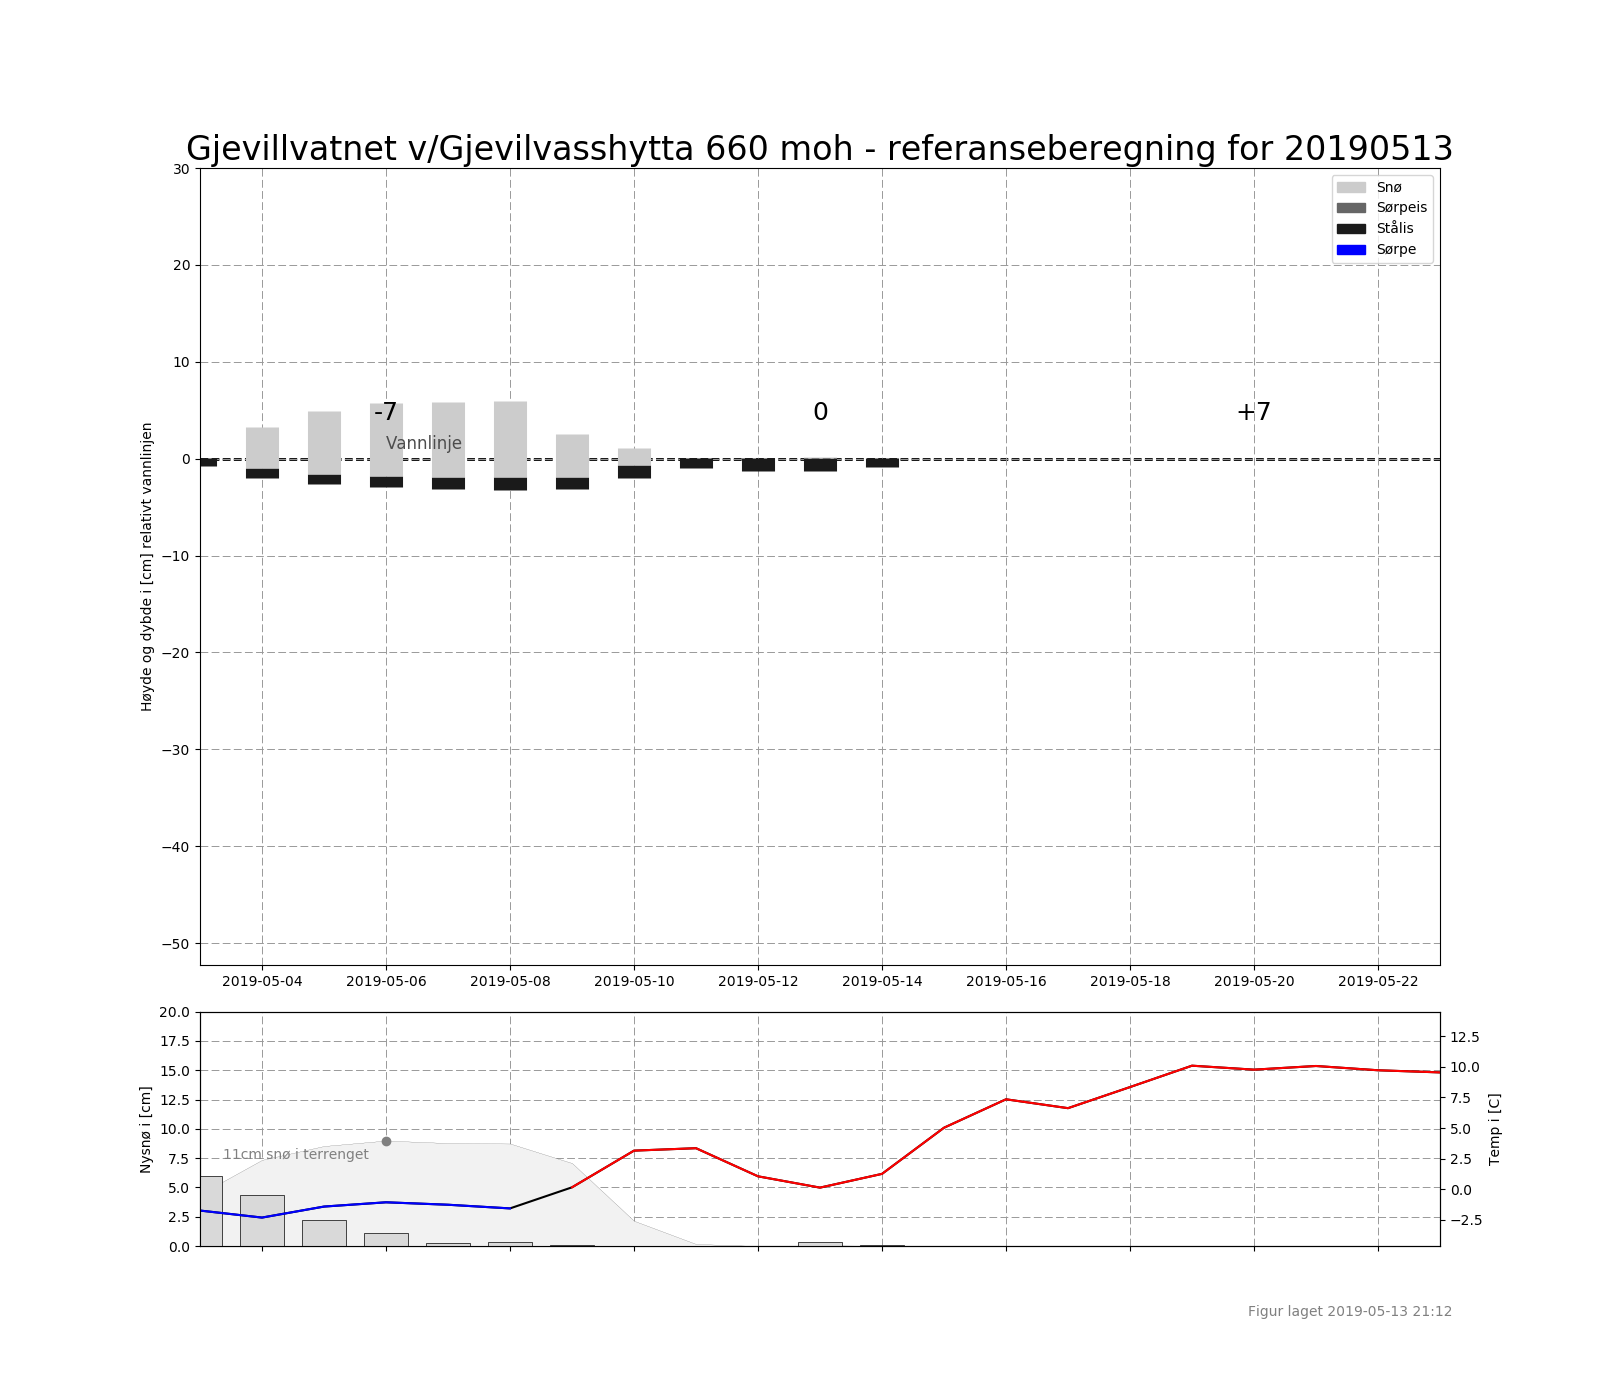 Gjevillvatnet v/Gjevilvasshytta 660 moh - referanseberegning for 20190513
Snø
Sørpeis
Stålis
Sørpe
Høyde og dybde i [cm] relativt vannlinjen
30
20
10
0
−10
−20
−30
−40
−50
-7
0
+7
Vannlinje
2019-05-04 2019-05-06 2019-05-08 2019-05-10 2019-05-12 2019-05-14 2019-05-16 2019-05-18 2019-05-20 2019-05-22
Nysnø i [cm]
20.0
17.5
15.0
12.5
10.0
7.5
5.0
2.5
0.0
11cm snø i terrenget
12.5
10.0
7.5
5.0
2.5
0.0
−2.5
Temp i [C]
Figur laget 2019-05-13 21:12